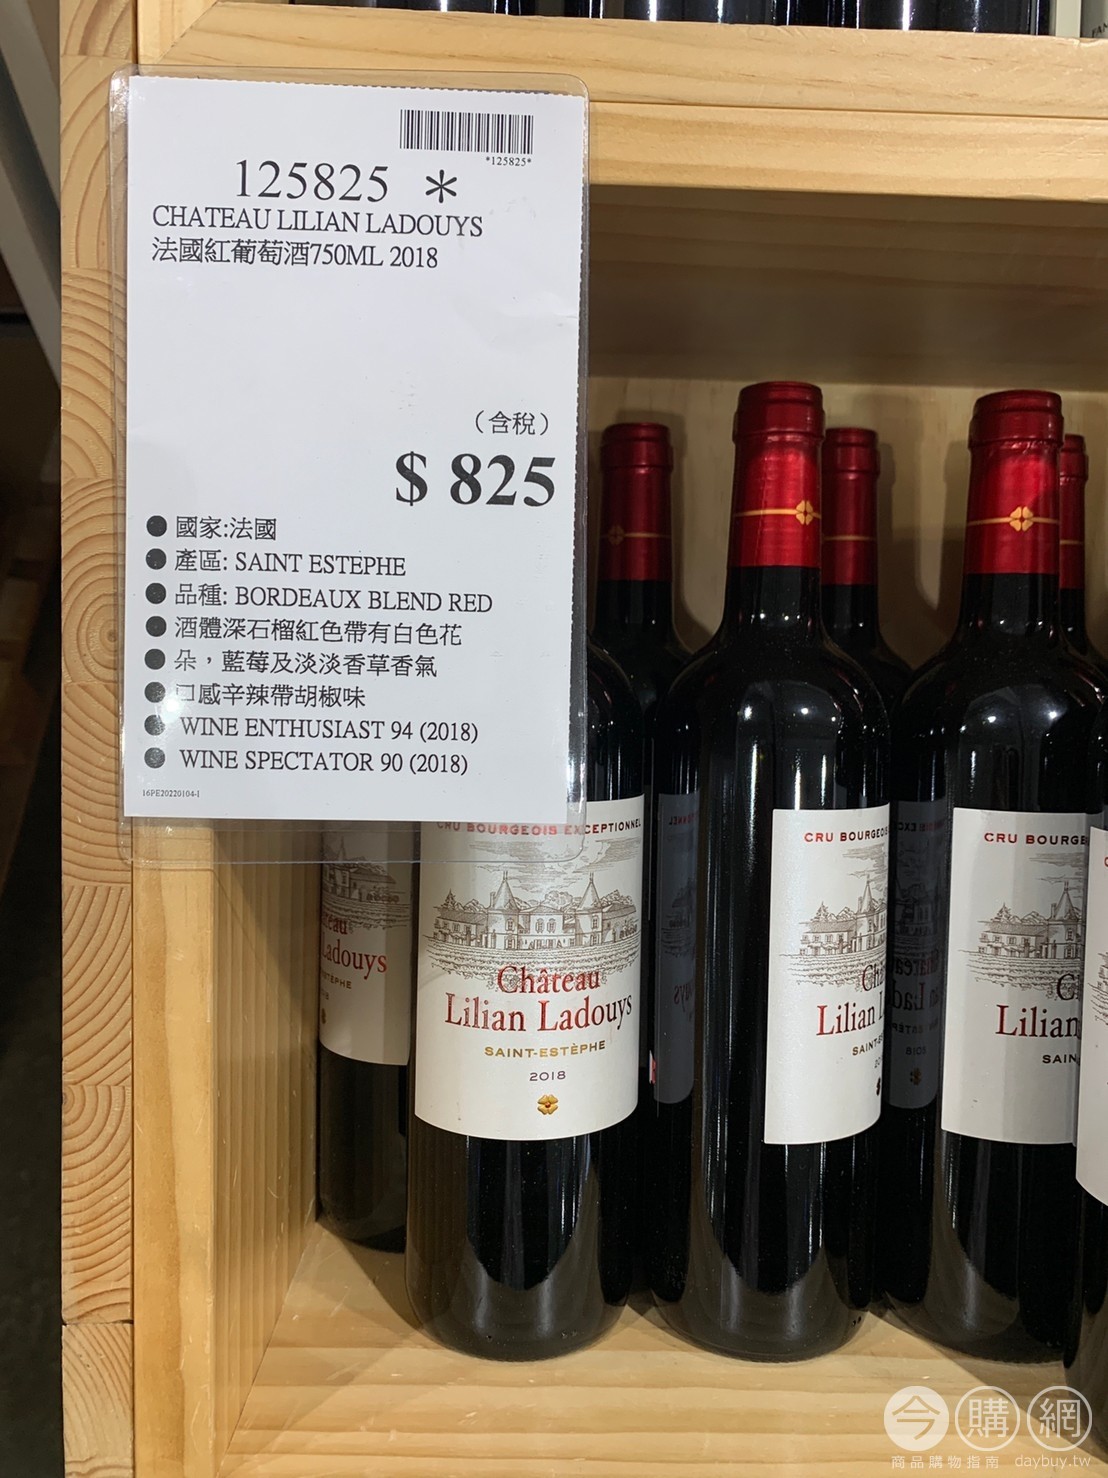 *125825*
125825 *
CHATEAU LILIAN LADOUYS
法國紅葡萄酒750ML 2018
（含稅）
$ 825
● 國家:法國
● 產區: SAINT ESTEPHE
● 品種: BORDEAUX BLEND RED
● 酒體深石榴紅色帶有白色花
● 朵，藍莓及淡淡香草香氣
● 口感辛辣帶胡椒味
● WINE ENTHUSIAST 94 (2018)
● WINE SPECTATOR 90 (2018)
16PE20220104-1
CRU BOURGEOIS EXCEPTIONNEL
Château
Lilian Ladouys
SAINT-ESTÈPHE
2018
Ladouys
CRU BOURGEOIS
Lilian
CRU BOURGE
Lilian
SAIN
今購網
商品購物指南 daybuy.tw